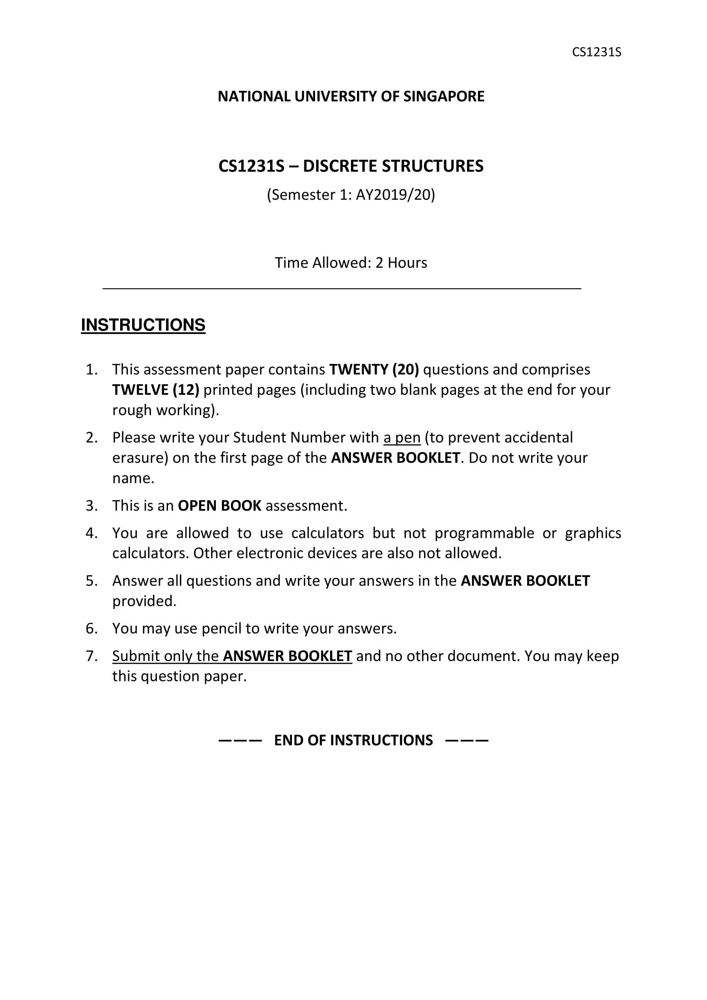 CS1231S
NATIONAL UNIVERSITY OF SINGAPORE
CS1231S – DISCRETE STRUCTURES
(Semester 1: AY2019/20)
Time Allowed: 2 Hours
INSTRUCTIONS
1. This assessment paper contains TWENTY (20) questions and comprises
TWELVE (12) printed pages (including two blank pages at the end for your
rough working).
2. Please write your Student Number with a pen (to prevent accidental
erasure) on the first page of the ANSWER BOOKLET. Do not write your
name.
3. This is an OPEN BOOK assessment.
4. You are allowed to use calculators but not programmable or graphics
calculators. Other electronic devices are also not allowed.
5. Answer all questions and write your answers in the ANSWER BOOKLET
provided.
6. You may use pencil to write your answers.
7. Submit only the ANSWER BOOKLET and no other document. You may keep
this question paper.
——— END OF INSTRUCTIONS ———